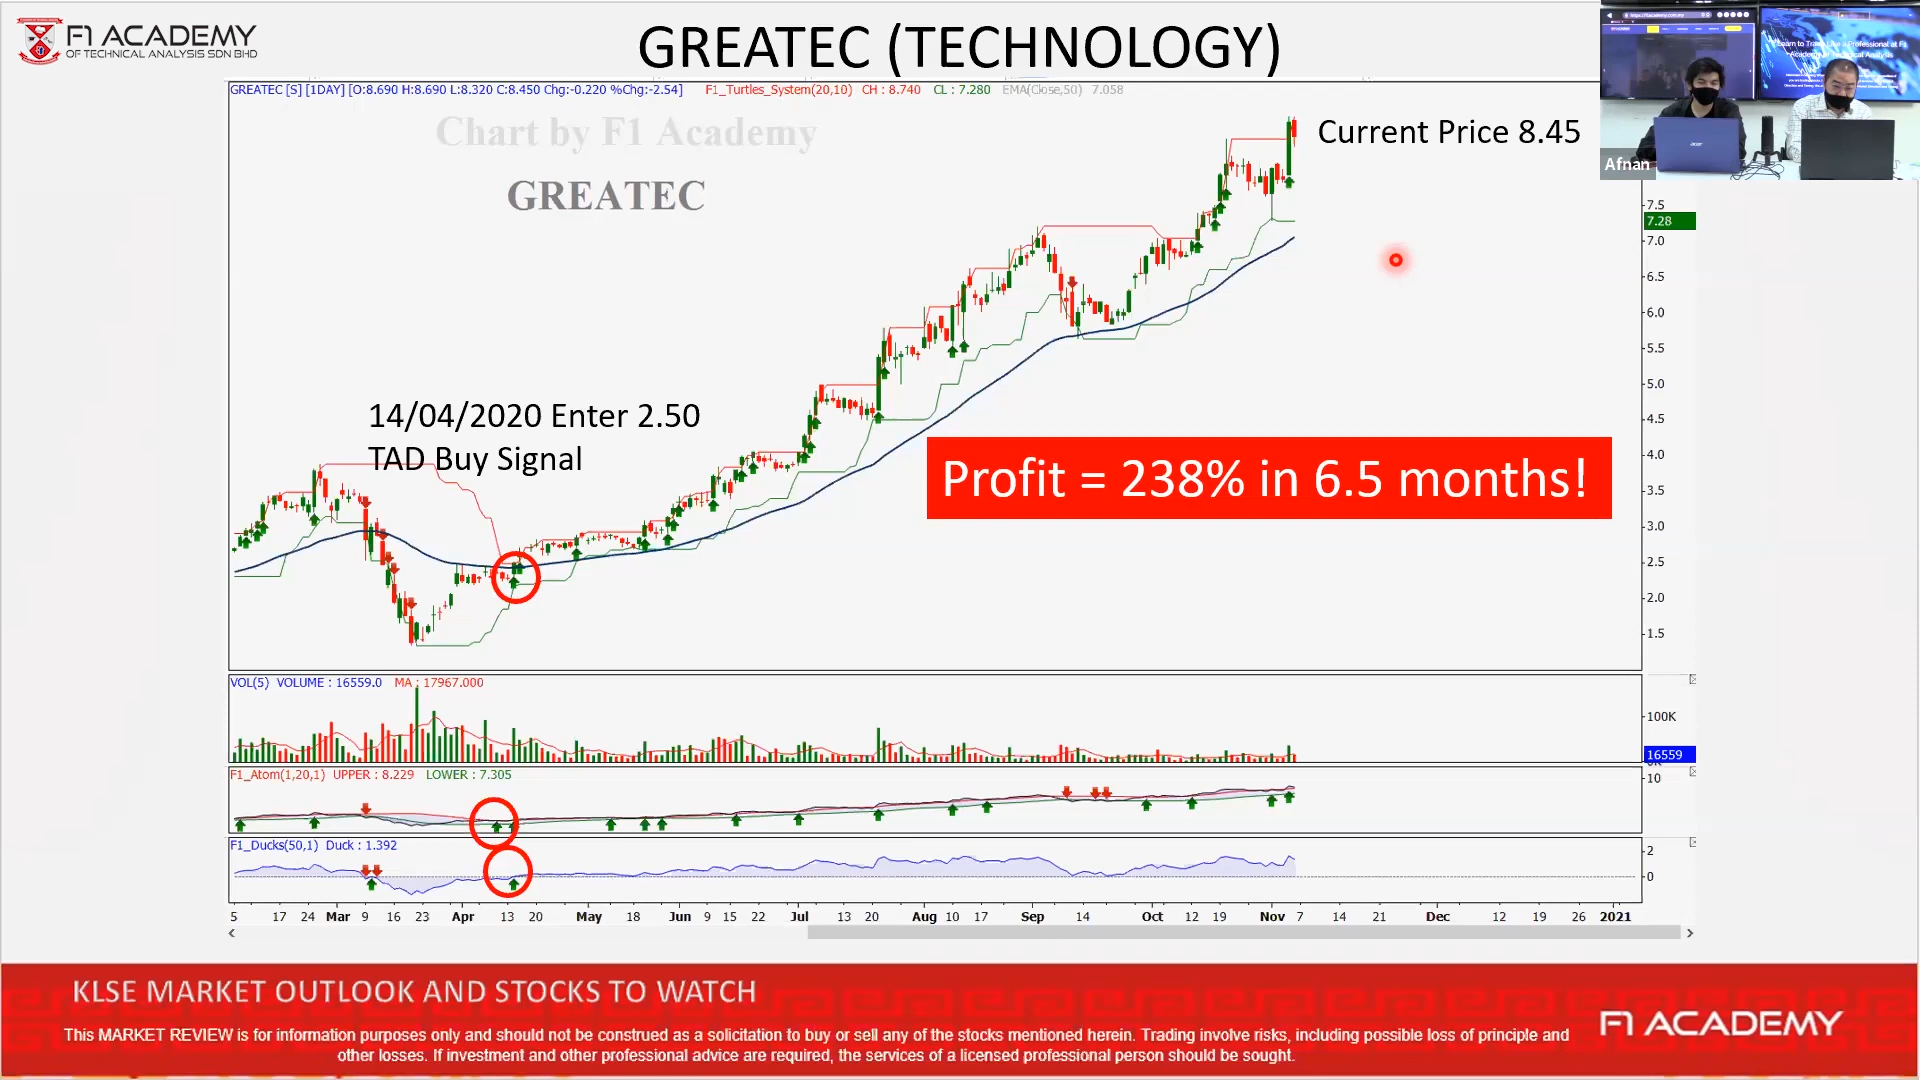 F1 ACADEMY
OF TECHNICAL ANALYSIS SDN BHD
GREATEC (TECHNOLOGY)
GREATEC [S] [1DAY] [O:8.690 H:8.690 L:8.320 C:8.450 Chg:-0.220 %Chg:-2.54] F1_Turtles_System(20,10) CH : 8.740 CL : 7.280 EMA(Close,50) 7.058
Chart by F1 Academy
GREATEC
Current Price 8.45
Learn to Trade Like a Professional at F1
Academy of Technical Analysis
Afnan
7.5
7.28
7.0
6.5
6.0
5.5
5.0
4.5
4.0
3.5
3.0
2.5
2.0
1.5
14/04/2020 Enter 2.50
TAD Buy Signal
Profit = 238% in 6.5 months!
VOL(5) VOLUME : 16559.0 MA : 17967.000
100K
16559
F1_Atom(1,20,1) UPPER : 8.229 LOWER : 7.305
10
F1_Ducks(50,1) Duck : 1.392
2
0
5 17 24 Mar 9 16 23 Apr 13 20 May 18 Jun 9 15 22 Jul 13 20 Aug 10 17 Sep 14 Oct 12 19 Nov 7 14 21 Dec 12 19 26 2021
KLSE MARKET OUTLOOK AND STOCKS TO WATCH
This MARKET REVIEW is for information purposes only and should not be construed as a solicitation to buy or sell any of the stocks mentioned herein. Trading involve risks, including possible loss of principle and
other losses. If investment and other professional advice are required, the services of a licensed professional person should be sought.
F1 ACADEMY